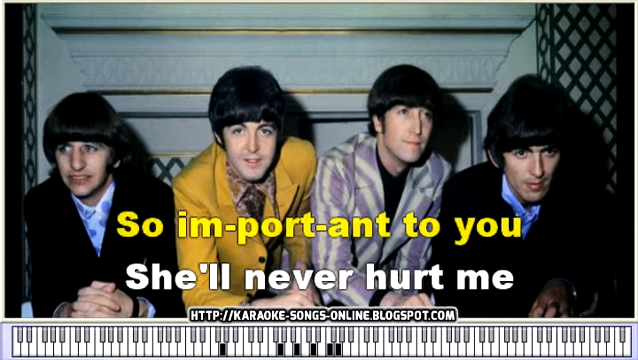 So im-port-ant to you
She'll never hurt me
HTTP://KARAOKE-SONGS-ONLINE.BLOGSPOT.COM